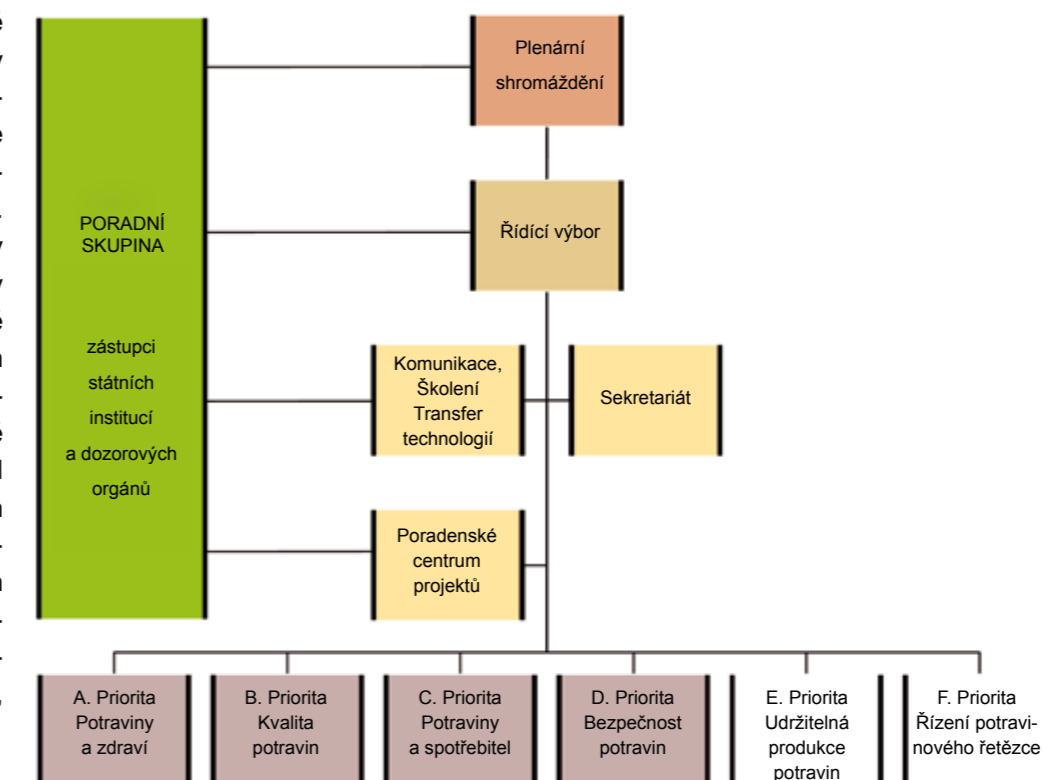 Plenární
shromáždění
PORADNÍ
SKUPINA
zástupci
státních
institucí
a dozorových
orgánů
Řídící výbor
Komunikace,
Školení
Transfer
technologií
Sekretariát
Poradenské
centrum
projektů
A. Priorita
Potraviny
a zdraví
B. Priorita
Kvalita
potravin
C. Priorita
Potraviny
a spotřebitel
D. Priorita
Bezpečnost
potravin
E. Priorita
Udržitelná
produkce
potravin
F. Priorita
Řízení potravi-
nového řetězce